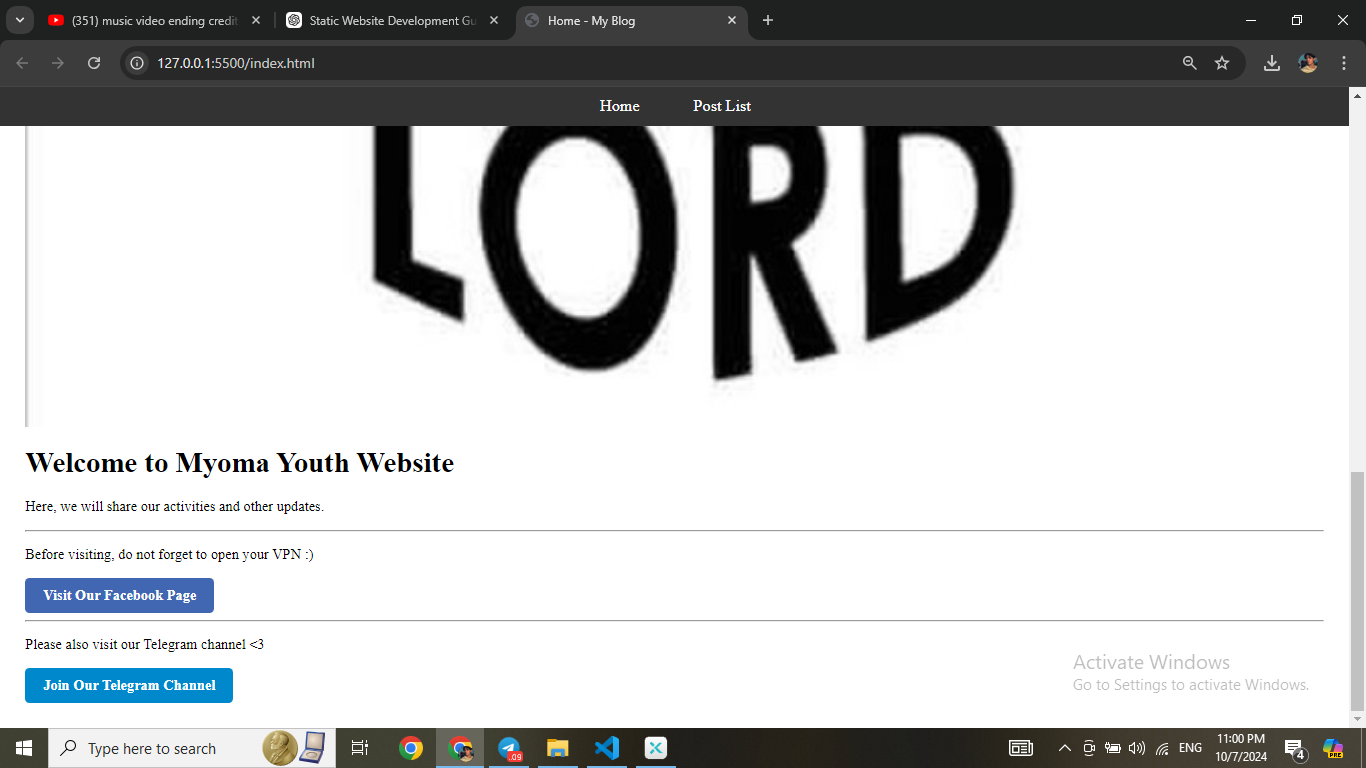 (351) music video ending credit
Static Website Development Gu
Home - My Blog
127.0.0.1:5500/index.html
Home
Post List
LORD
Welcome to Myoma Youth Website
Here, we will share our activities and other updates.
Before visiting, do not forget to open your VPN :)
Visit Our Facebook Page
Please also visit our Telegram channel <3
Join Our Telegram Channel
Activate Windows
Go to Settings to activate Windows.
Type here to search
.09
ENG
11:00 PM
10/7/2024
4
PRE